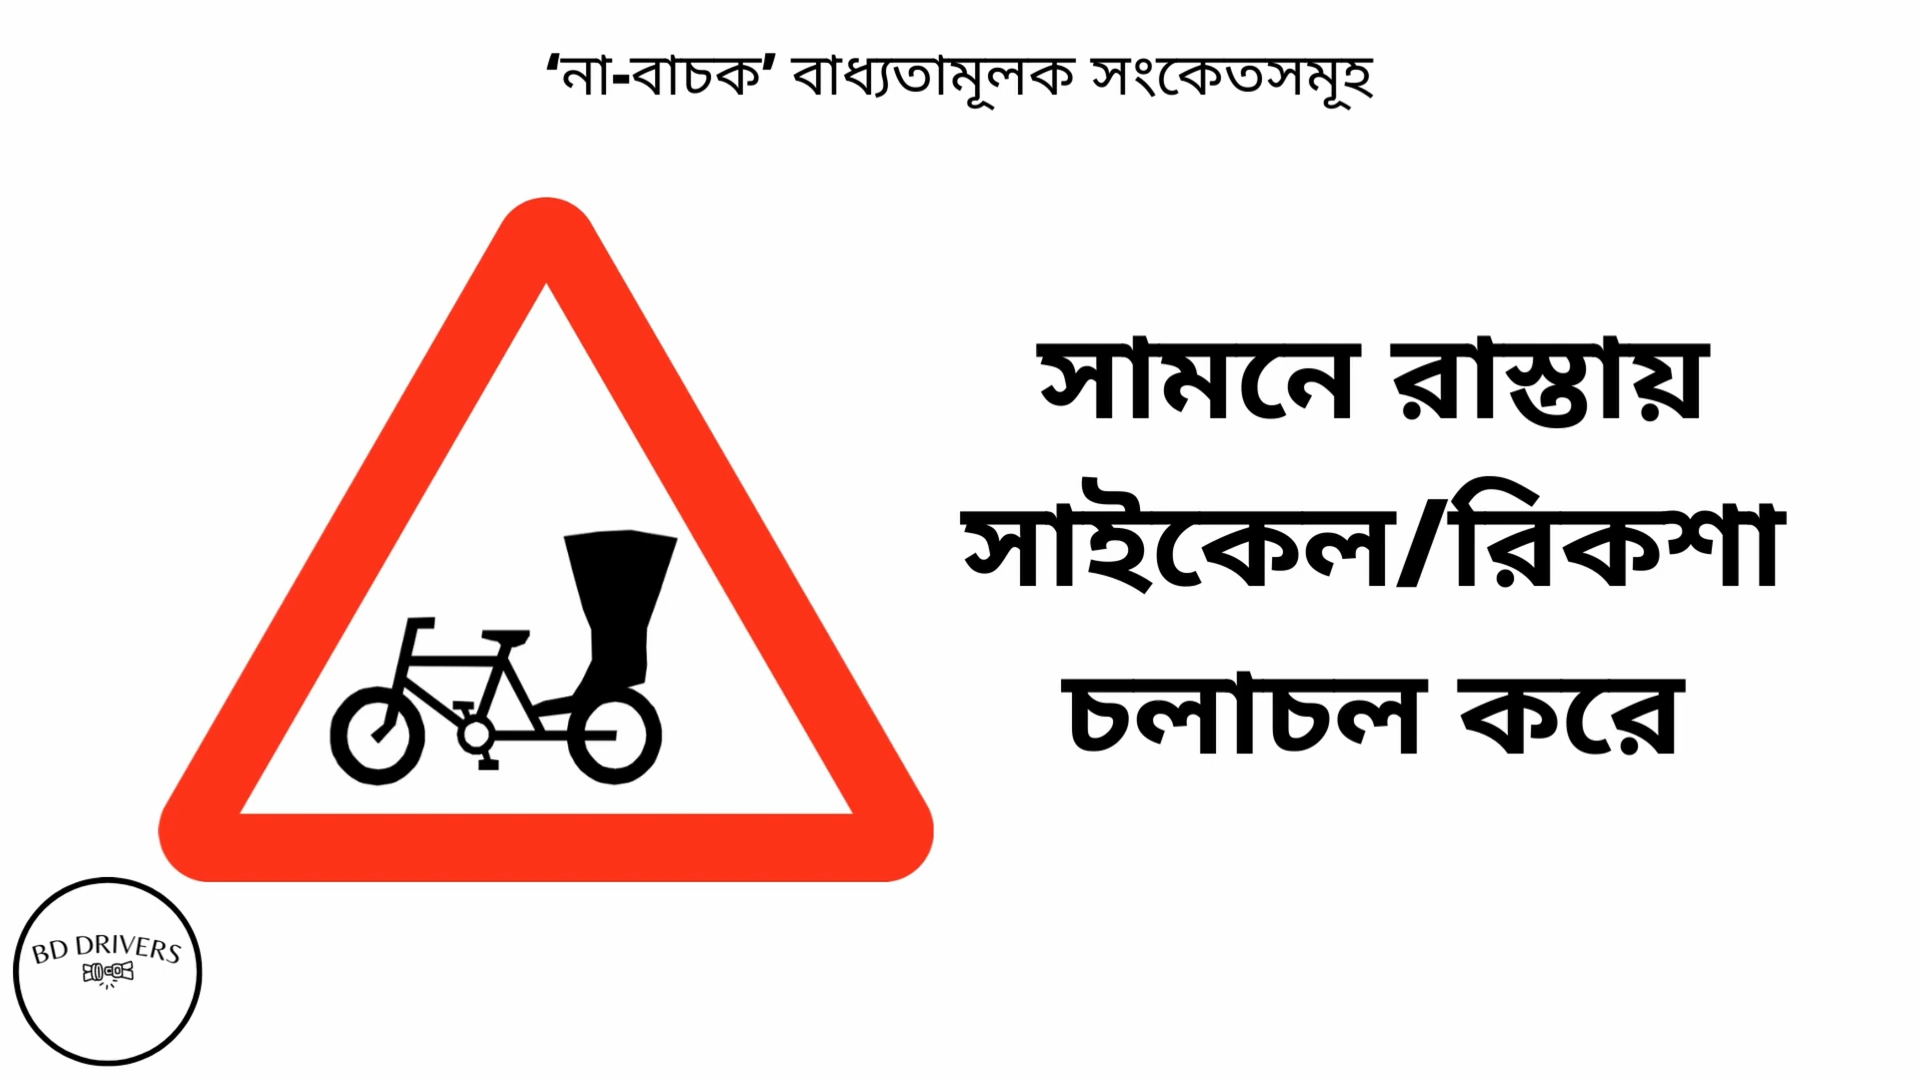 ‘না-বাচক’ বাধ্যতামূলক সংকেতসমূহ
সামনে রাস্তায়
সাইকেল/রিকশা
চলাচল করে
BD DRIVERS